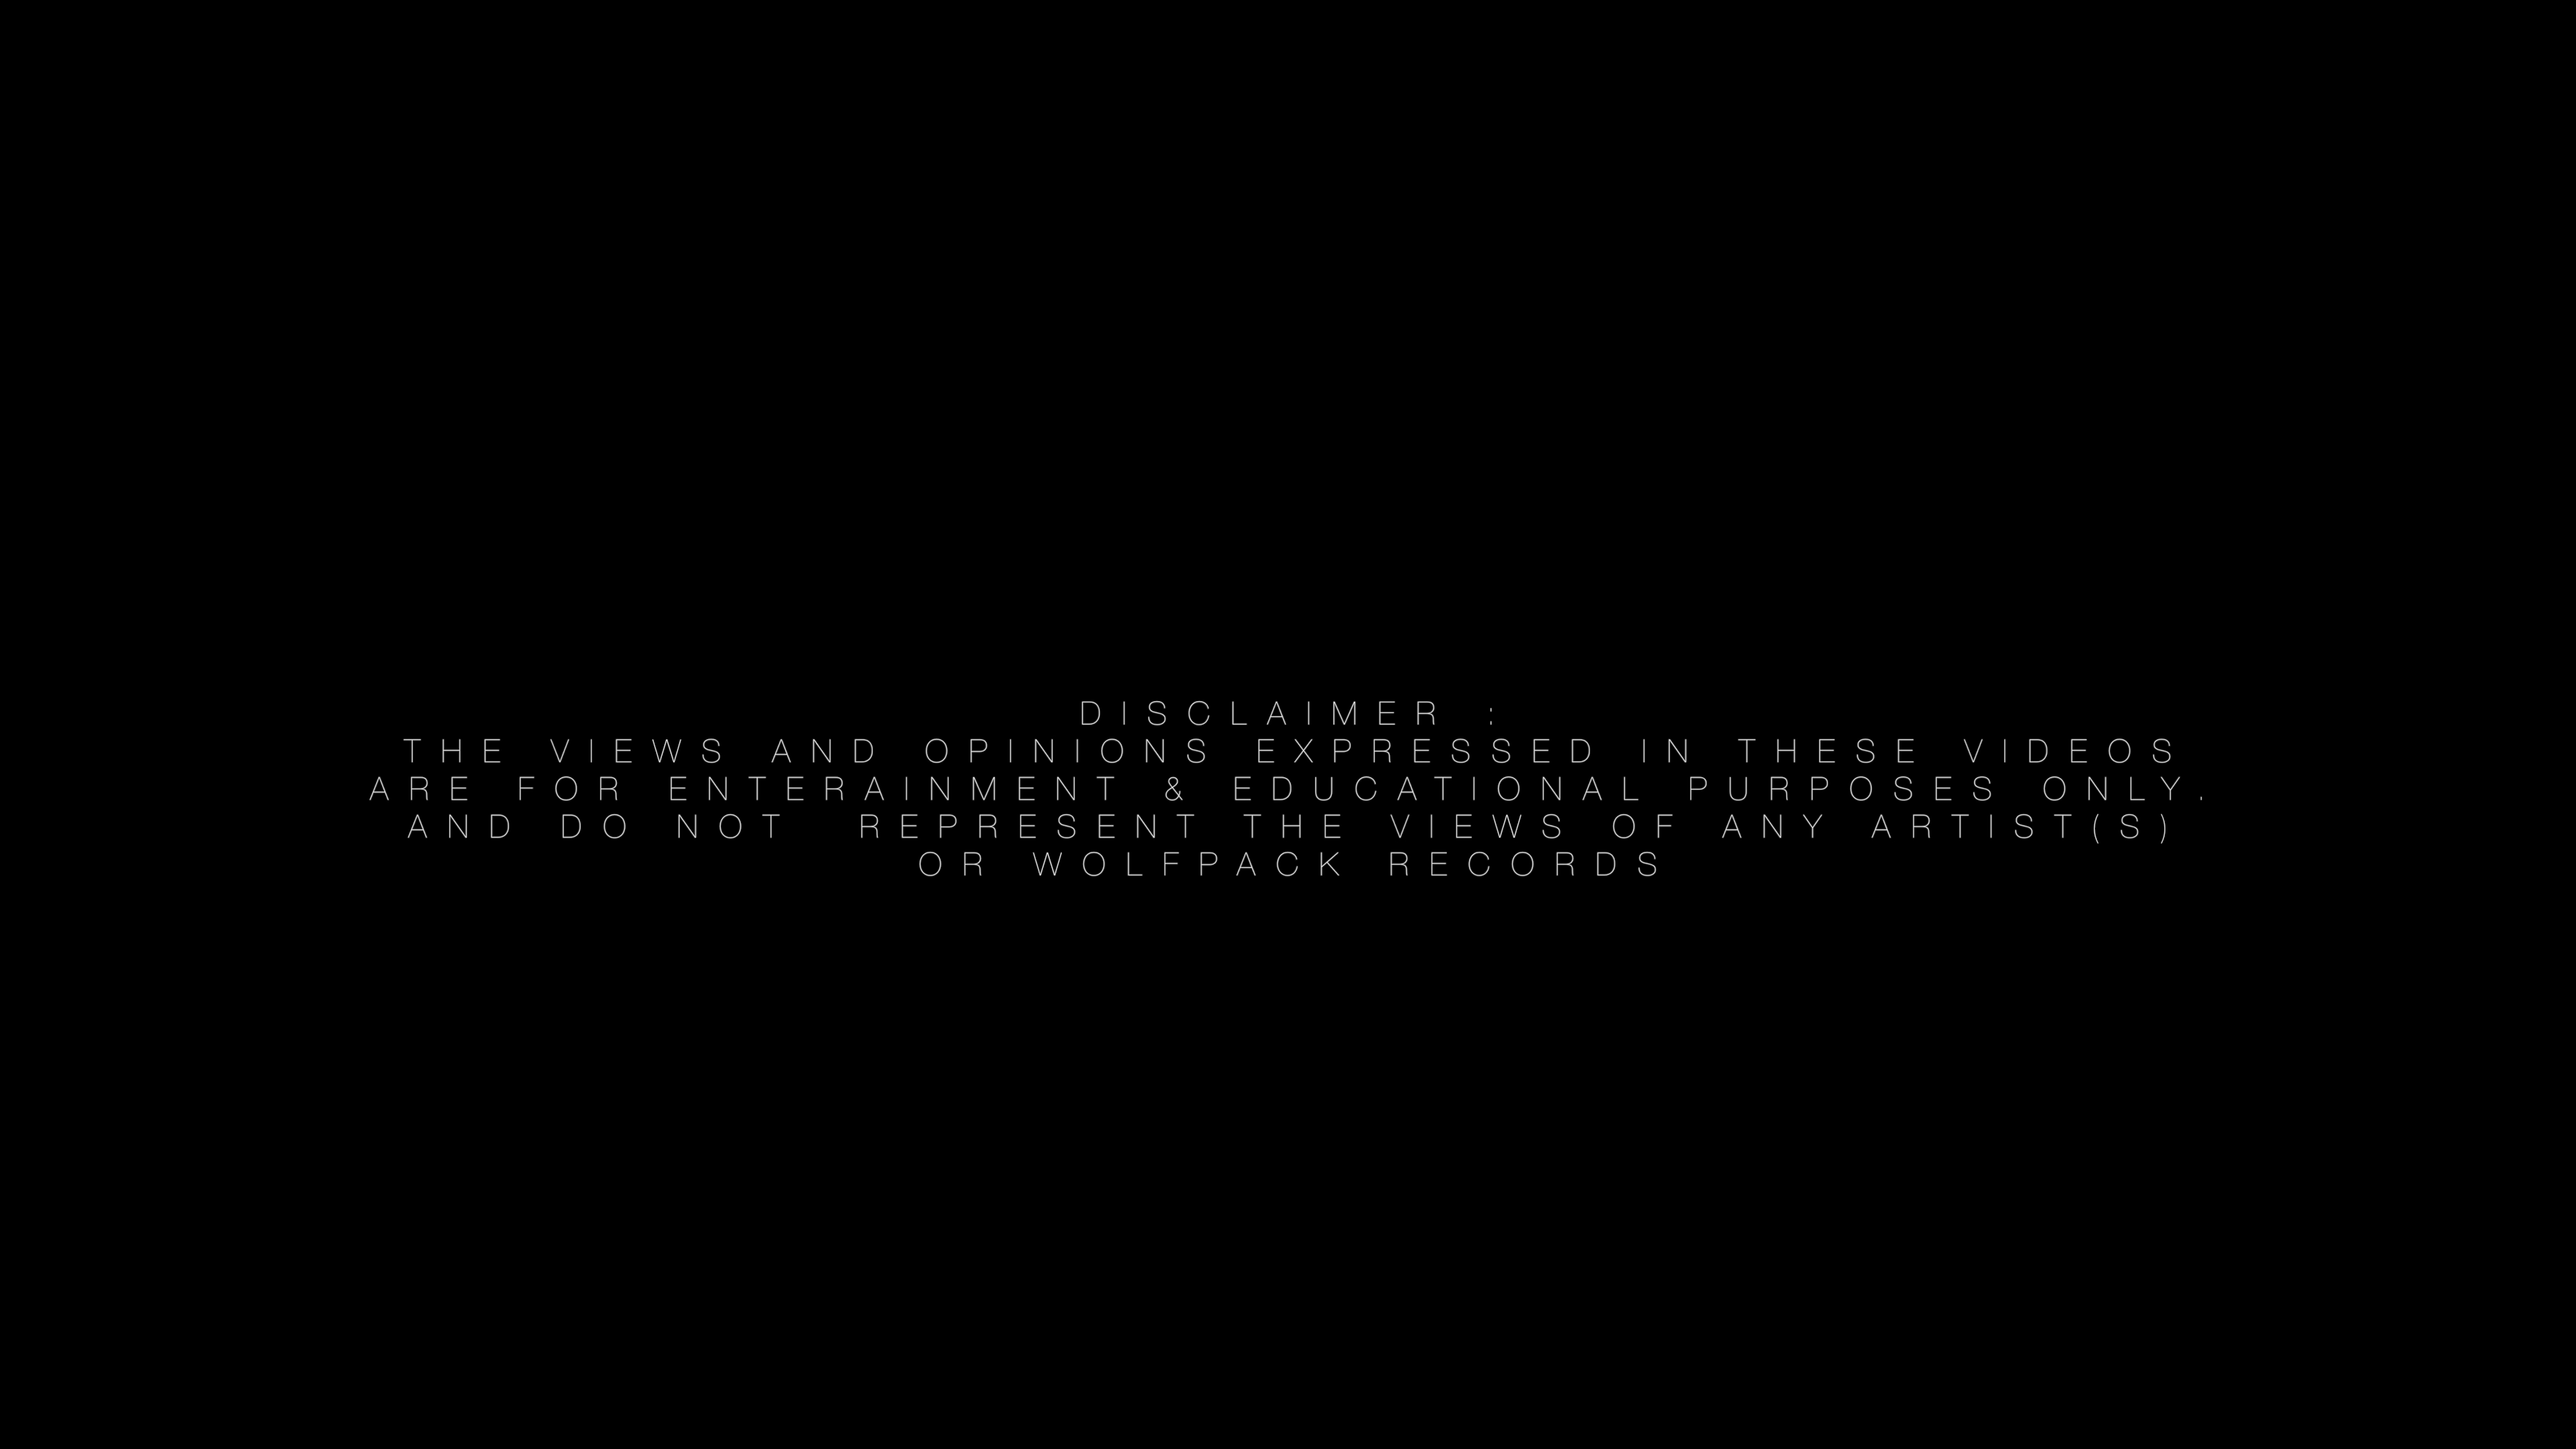 DISCLAIMER :
THE VIEWS AND OPINIONS EXPRESSED IN THESE VIDEOS
ARE FOR ENTERAINMENT & EDUCATIONAL PURPOSES ONLY.
AND DO NOT REPRESENT THE VIEWS OF ANY ARTIST(S)
OR WOLFPACK RECORDS